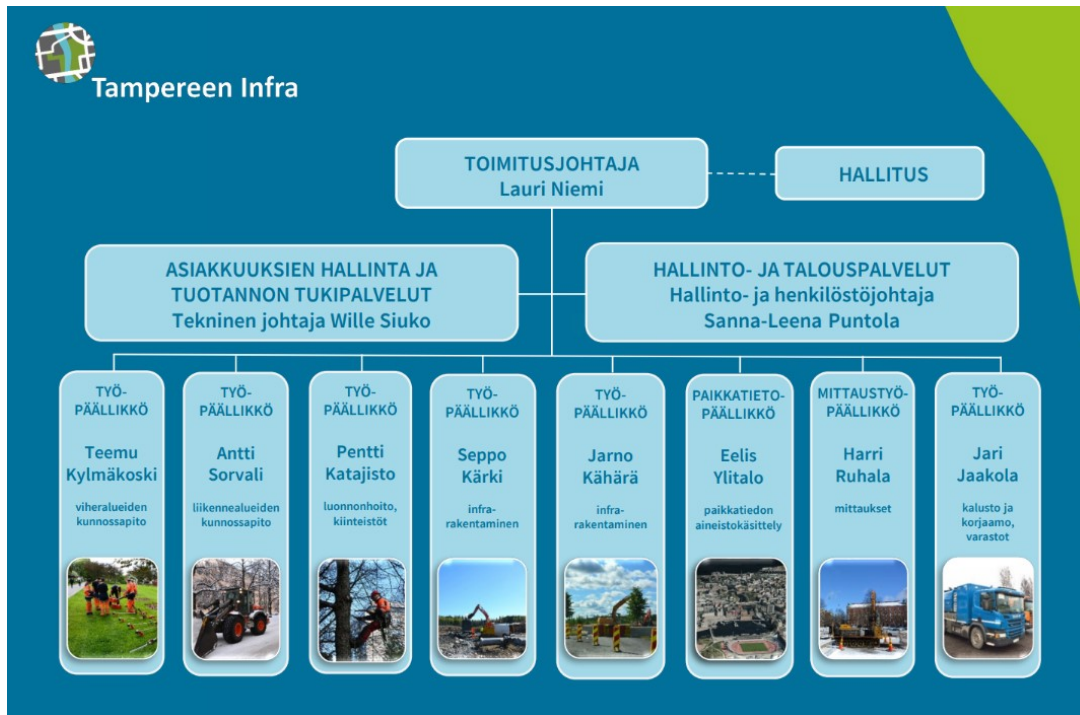 Tampereen Infra
TOIMITUSJOHTAJA
Lauri Niemi
HALLITUS
ASIAKKUUKSIEN HALLINTA JA
TUOTANNON TUKIPALVELUT
Tekninen johtaja Wille Siuko
HALLINTO- JA TALOUSPALVELUT
Hallinto- ja henkilöstöjohtaja
Sanna-Leena Puntola
TYÖ-
PÄÄLLIKKÖ
Teemu
Kylmäkoski
viheralueiden
kunnossapito
TYÖ-
PÄÄLLIKKÖ
Antti
Sorvali
liikennealueiden
kunnossapito
TYÖ-
PÄÄLLIKKÖ
Pentti
Katajisto
luonnonhoito,
kiinteistöt
TYÖ-
PÄÄLLIKKÖ
Seppo
Kärki
infra-
rakentaminen
TYÖ-
PÄÄLLIKKÖ
Jarno
Kähärä
infra-
rakentaminen
PAIKKATIETO-
PÄÄLLIKKÖ
Eelis
Ylitalo
paikkatiedon
aineistokäsittely
MITTAUSTYÖ-
PÄÄLLIKKÖ
Harri
Ruhala
mittaukset
TYÖ-
PÄÄLLIKKÖ
Jari
Jaakola
kalusto ja
korjaamo,
varastot